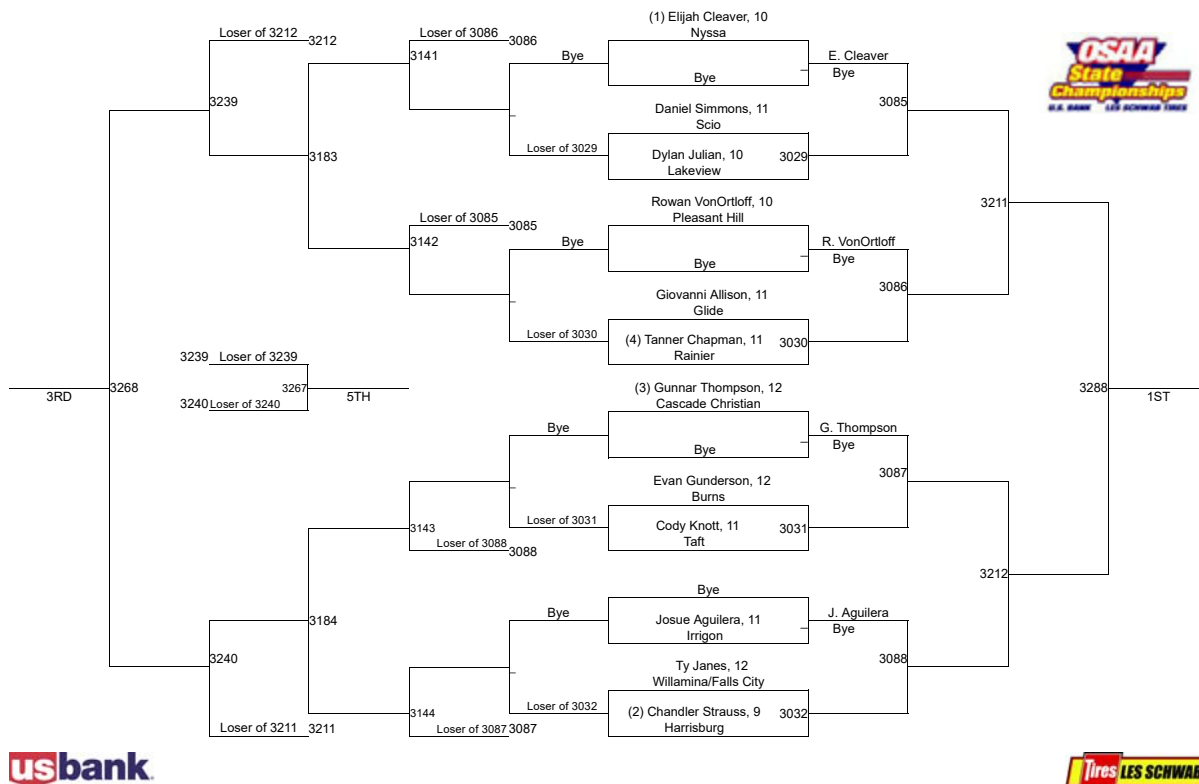 (1) Elijah Cleaver, 10
Nyssa
Loser of 3212
3212
Loser of 3086
3086
Bye
Bye
E. Cleaver
Bye
3141
OSAA
State
Championships
U.S. BANK LES SCHWAB TIRES
3239
3085
Daniel Simmons, 11
Scio
Loser of 3029
Dylan Julian, 10
Lakeview
3029
3183
Rowan VonOrtloff, 10
Pleasant Hill
3211
Loser of 3085
3085
3142
Bye
Bye
R. VonOrtloff
Bye
3086
Giovanni Allison, 11
Glide
Loser of 3030
(4) Tanner Chapman, 11
Rainier
3030
3239
Loser of 3239
3268
3RD
3267
5TH
3240
Loser of 3240
(3) Gunnar Thompson, 12
Cascade Christian
3288
1ST
Bye
Bye
G. Thompson
Bye
3087
Evan Gunderson, 12
Burns
Loser of 3031
Cody Knott, 11
Taft
3031
3143
Loser of 3088
3088
3212
Bye
Bye
Josue Aguilera, 11
Irrigon
J. Aguilera
Bye
3184
3240
3088
Ty Janes, 12
Willamina/Falls City
Loser of 3032
(2) Chandler Strauss, 9
Harrisburg
3032
3144
Loser of 3211
3211
Loser of 3087
3087
usbank
Tires LES SCHWAB